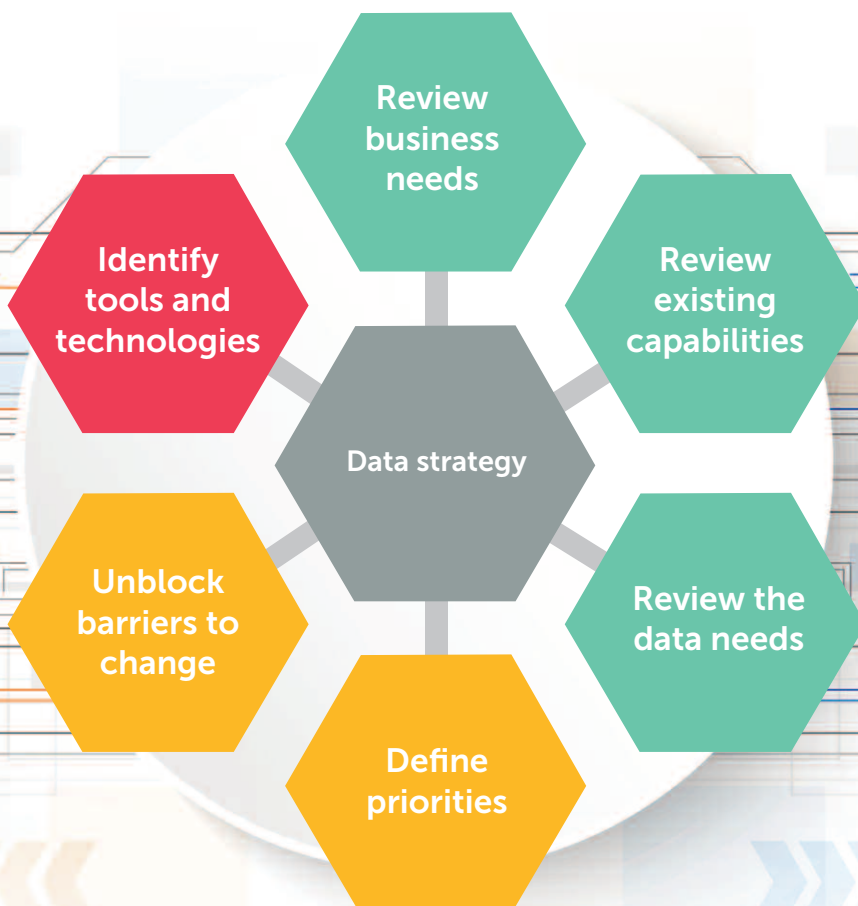 Review
business
needs
Review
existing
capabilities
Review the
data needs
Define
priorities
Unblock
barriers to
change
Identify
tools and
technologies
Data strategy